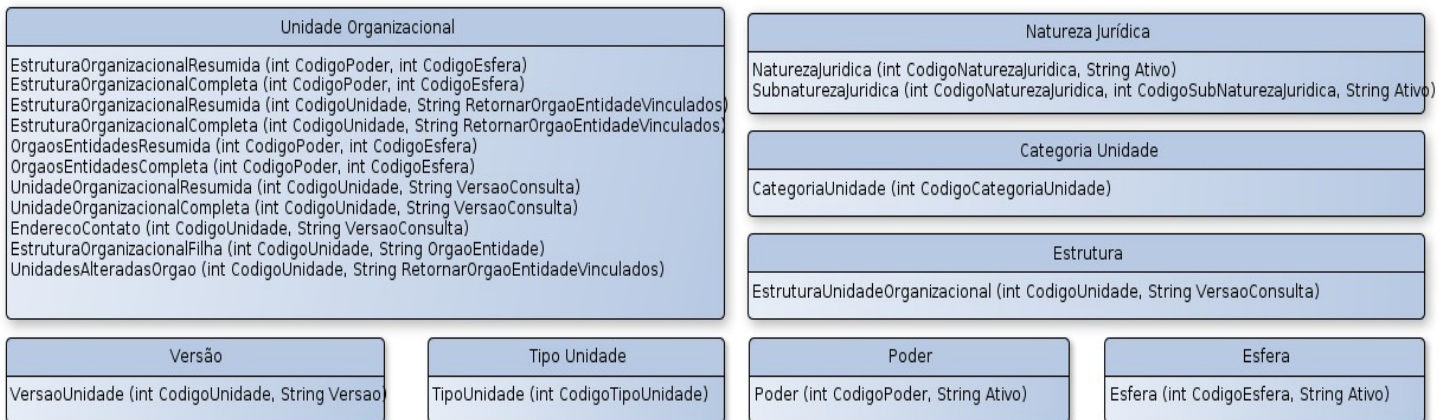 Unidade Organizacional
EstruturaOrganizacionalResumida (int CodigoPoder, int CodigoEsfera)
EstruturaOrganizacionalCompleta (int CodigoPoder, int CodigoEsfera)
EstruturaOrganizacionalResumida (int CodigoUnidade, String RetornarOrgaoEntidadeVinculados)
EstruturaOrganizacionalCompleta (int CodigoUnidade, String RetornarOrgaoEntidadeVinculados)
OrgaosEntidadesResumida (int CodigoPoder, int CodigoEsfera)
OrgaosEntidadesCompleta (int CodigoPoder, int CodigoEsfera)
UnidadeOrganizacionalResumida (int CodigoUnidade, String VersaoConsulta)
UnidadeOrganizacionalCompleta (int CodigoUnidade, String VersaoConsulta)
EnderecoContato (int CodigoUnidade, String VersaoConsulta)
EstruturaOrganizacionalFilha (int CodigoUnidade, String OrgaoEntidade)
UnidadesAlteradasOrgao (int CodigoUnidade, String RetornarOrgaoEntidadeVinculados)
Natureza Jurídica
NaturezaJuridica (int CodigoNaturezaJuridica, String Ativo)
SubnaturezaJuridica (int CodigoNaturezaJuridica, int CodigoSubNaturezaJuridica, String Ativo)
Categoria Unidade
CategoriaUnidade (int CodigoCategoriaUnidade)
Estrutura
EstruturaUnidadeOrganizacional (int CodigoUnidade, String VersaoConsulta)
Versão
VersaoUnidade (int CodigoUnidade, String Versao)
Tipo Unidade
TipoUnidade (int CodigoTipoUnidade)
Poder
Poder (int CodigoPoder, String Ativo)
Esfera
Esfera (int CodigoEsfera, String Ativo)